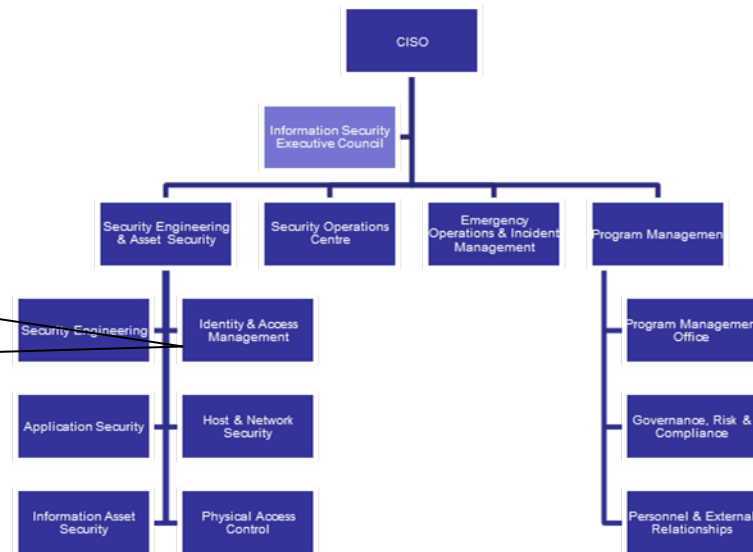 CISO
Information Security
Executive Council
Security Engineering
& Asset Security
Security Operations
Centre
Emergency
Operations & Incident
Management
Program Management
Security Engineering
Identity & Access
Management
Program Management
Office
Application Security
Host & Network
Security
Governance, Risk &
Compliance
Information Asset
Security
Physical Access
Control
Personnel & External
Relationships